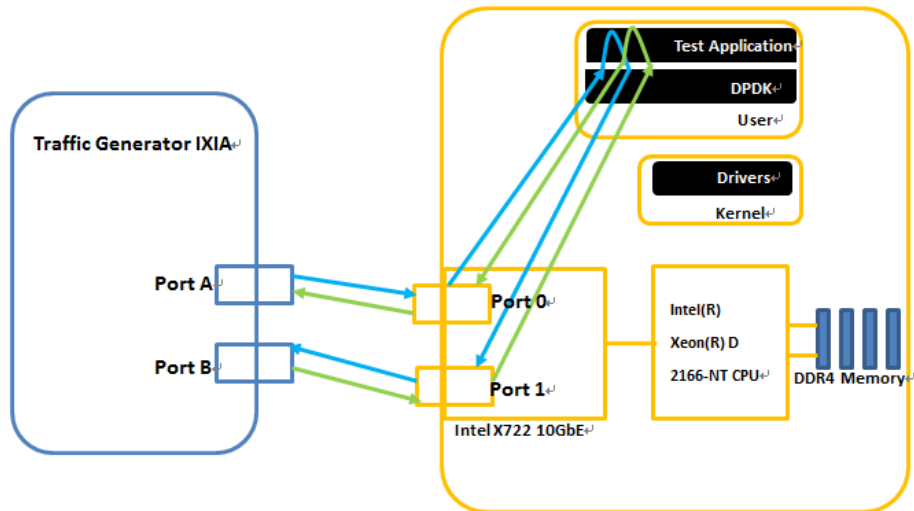 Test Application↵
DPDK↵
User↵
Traffic Generator IXIA↵
Drivers↵
Kernel↵
Port A↵
Port 0↵
Intel(R)
Xeon(R) D
2166-NT CPU↵
Port B↵
Port 1↵
DDR4 Memory↵
Intel X722 10GbE↵